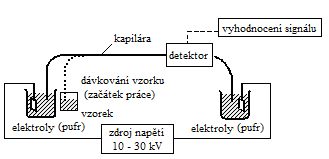 vyhodnocení signálu
kapilára
detektor
dávkování vzorku
(začátek práce)
vzorek
elektroly (pufr)
elektroly (pufr)
zdroj napětí
10 - 30 kV